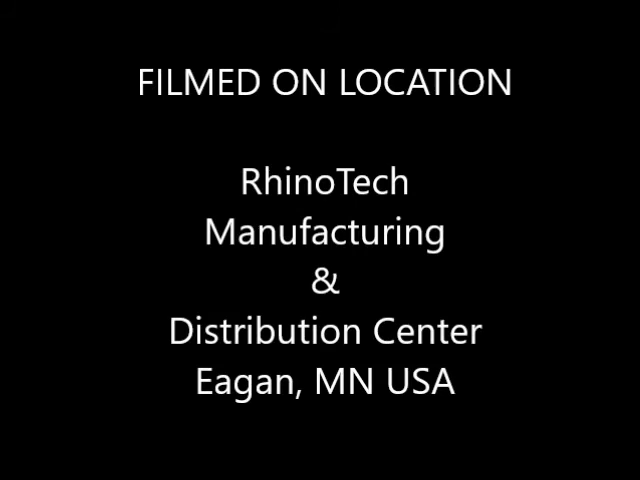 FILMED ON LOCATION
RhinoTech
Manufacturing
&
Distribution Center
Eagan, MN USA